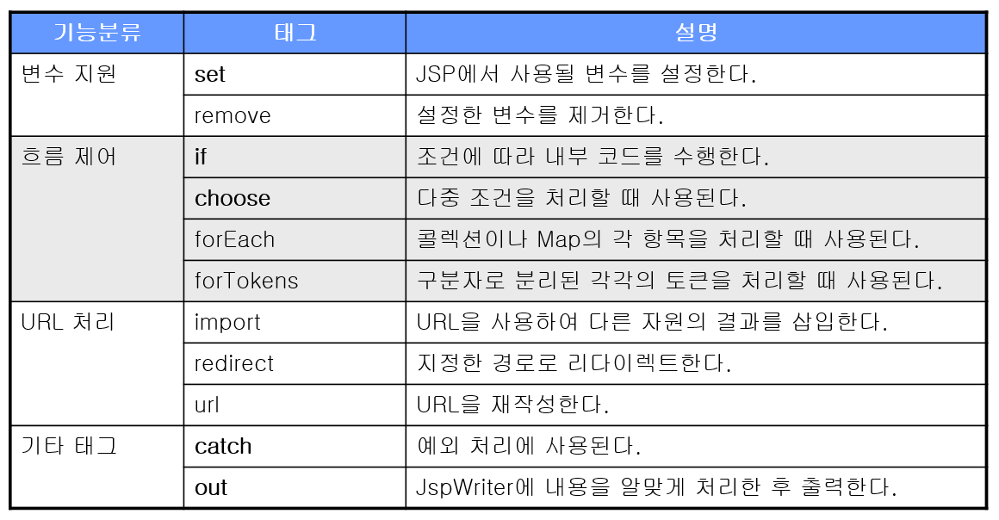 기능분류 태그 설명
변수 지원 set JSP에서 사용될 변수를 설정한다.
remove 설정한 변수를 제거한다.
흐름 제어 if 조건에 따라 내부 코드를 수행한다.
choose 다중 조건을 처리할 때 사용된다.
forEach 콜렉션이나 Map의 각 항목을 처리할 때 사용된다.
forTokens 구분자로 분리된 각각의 토큰을 처리할 때 사용된다.
URL 처리 import URL을 사용하여 다른 자원의 결과를 삽입한다.
redirect 지정한 경로로 리다이렉트한다.
url URL을 재작성한다.
기타 태그 catch 예외 처리에 사용된다.
out JspWriter에 내용을 알맞게 처리한 후 출력한다.